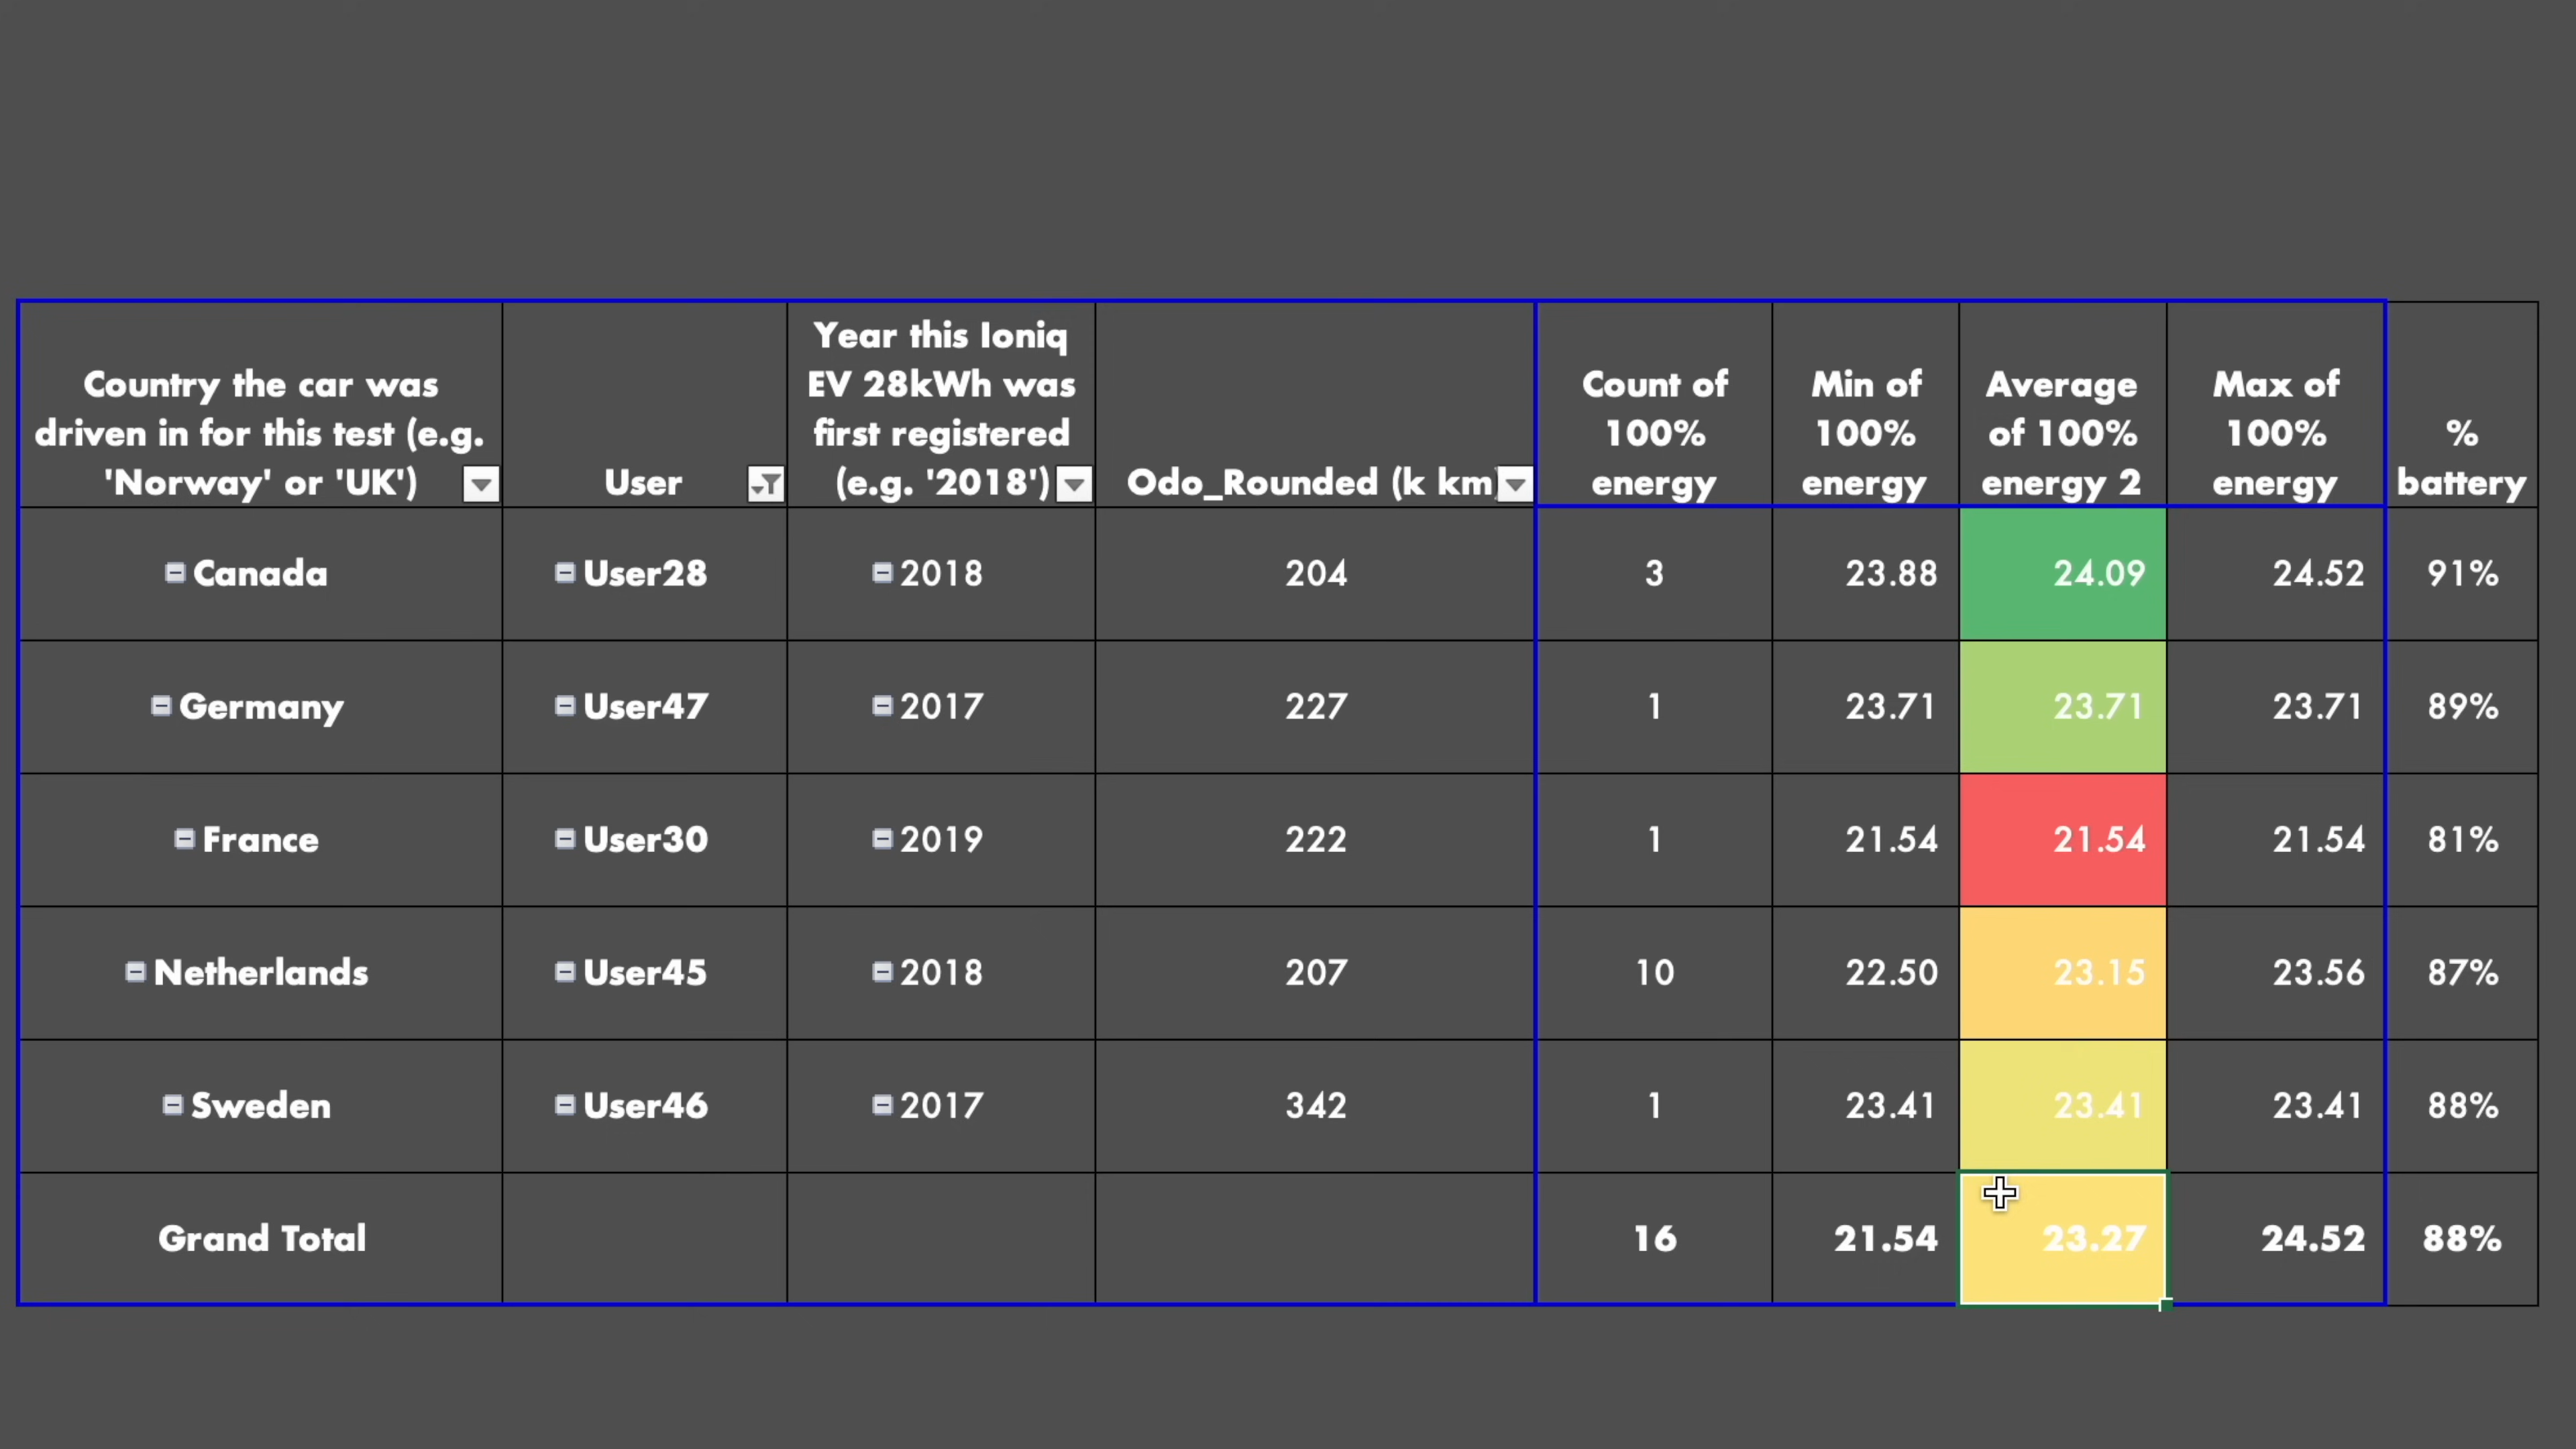 Country the car was
driven in for this test (e.g.
'Norway' or 'UK')
User
Year this Ioniq
EV 28kWh was
first registered
(e.g. '2018')
Odo_Rounded (k km)
Count of
100%
energy
Min of
100%
energy
Average
of 100%
energy 2
Max of
100%
energy
%
battery
Canada User28 2018 204 3 23.88 24.09 24.52 91%
Germany User47 2017 227 1 23.71 23.71 23.71 89%
France User30 2019 222 1 21.54 21.54 21.54 81%
Netherlands User45 2018 207 10 22.50 23.15 23.56 87%
Sweden User46 2017 342 1 23.41 23.41 23.41 88%
Grand Total 16 21.54 23.27 24.52 88%